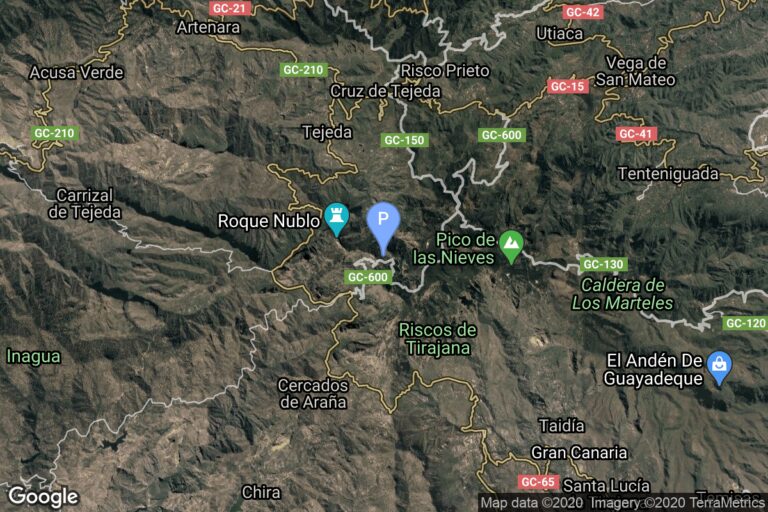 GC-21
GC-42
Artenara
Utiaca
Acusa Verde
GC-210
Risco Prieto
Vega de
San Mateo
Cruz de Tejeda
GC-15
GC-210
Tejeda
GC-150
GC-600
GC-41
Tenteniguada
Carrizal
de Tejeda
Roque Nublo
P
Pico de
las Nieves
GC-600
GC-130
Caldera de
Los Marteles
GC-120
Riscos de
Tirajana
Inagua
El Andén De
Guayadeque
Cercados
de Araña
Taidía
Gran Canaria
GC-65
Santa Lucía
Chira
Google
Map data ©2020 Imagery ©2020 TerraMetrics